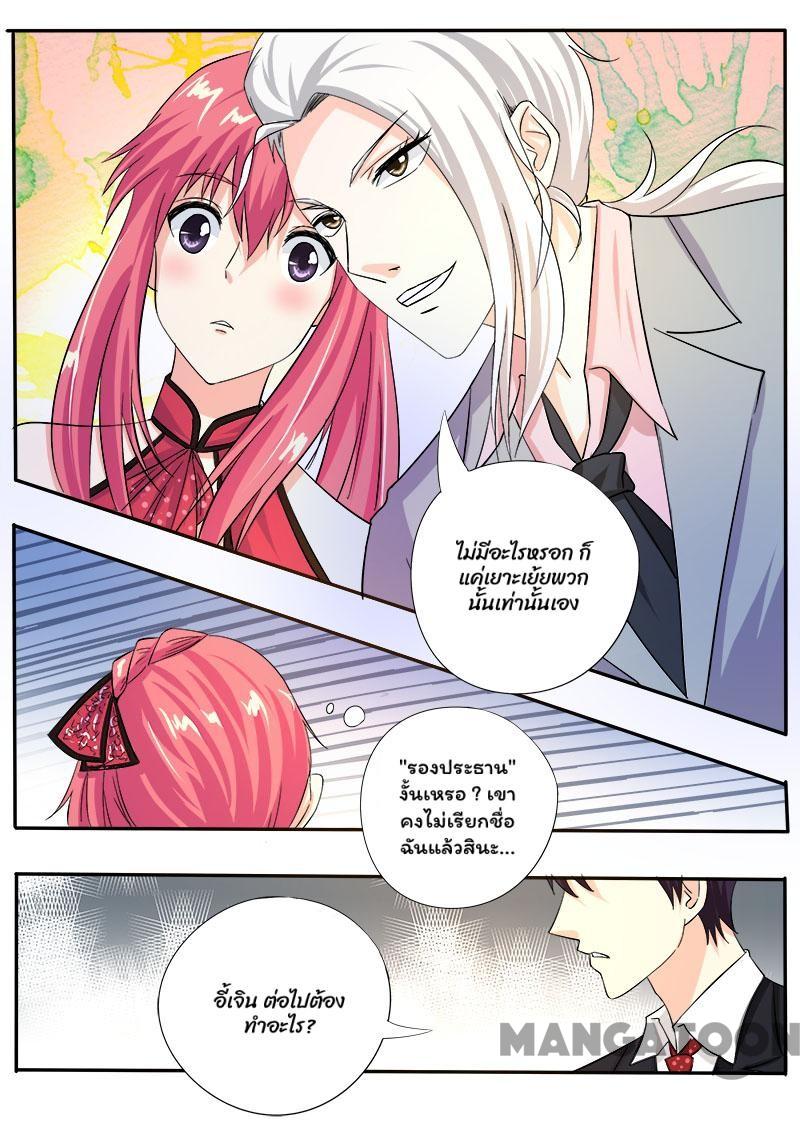 ไม่มีอะไรหรอก ก็
แค่เยาะเย้ยพวก
นั้นเท่านั้นเอง
"รองประธาน"
งั้นเหรอ ? เขา
คงไม่เรียกชื่อ
ฉันแล้วสินะ...
อี้เจิน ต่อไปต้อง
ทำอะไร?
MANGATOON